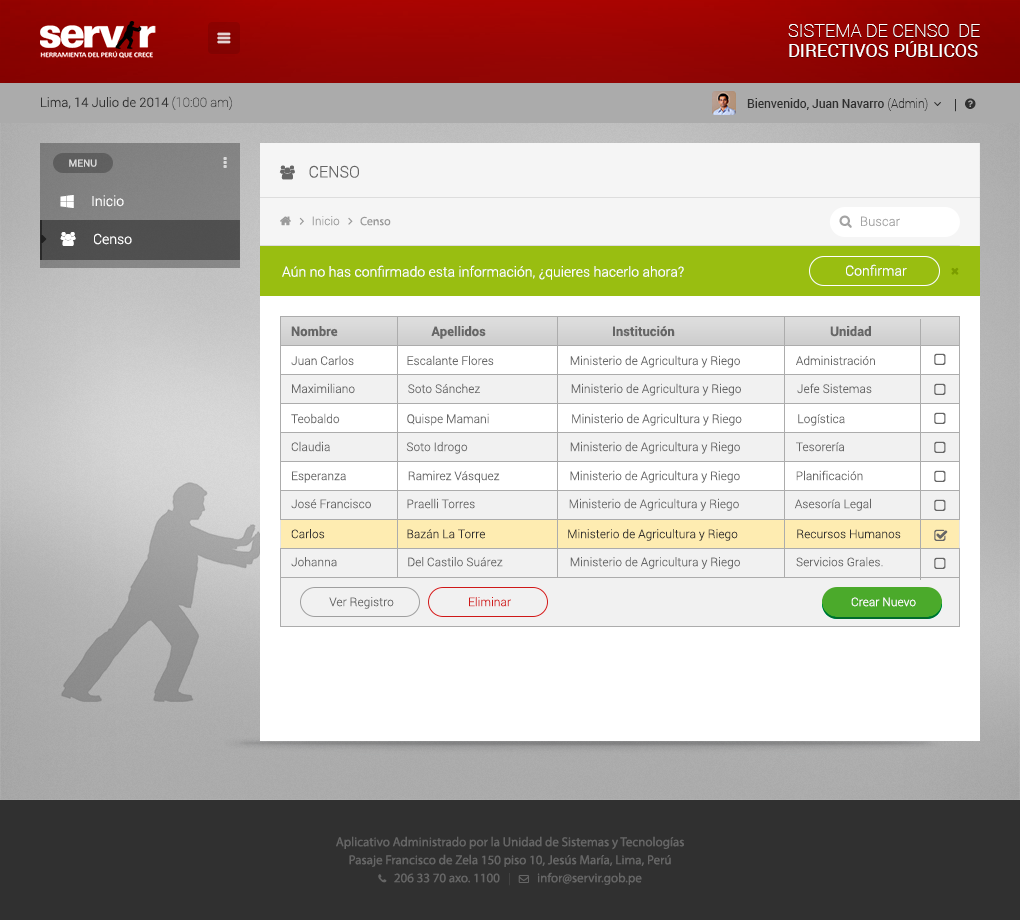 servir
HERRAMIENTA DEL PERÚ QUE CRECE
SISTEMA DE CENSO DE
DIRECTIVOS PÚBLICOS
Lima, 14 Julio de 2014 (10:00 am)
Bienvenido, Juan Navarro (Admin) |
MENU
Inicio
Censo
CENSO
Inicio > Censo
Buscar
Aún no has confirmado esta información, ¿quieres hacerlo ahora?
Confirmar
Nombre Apellidos Institución Unidad
Juan Carlos Escalante Flores Ministerio de Agricultura y Riego Administración
Maximiliano Soto Sánchez Ministerio de Agricultura y Riego Jefe Sistemas
Teobaldo Quispe Mamani Ministerio de Agricultura y Riego Logística
Claudia Soto Idrogo Ministerio de Agricultura y Riego Tesorería
Esperanza Ramirez Vásquez Ministerio de Agricultura y Riego Planificación
José Francisco Praelli Torres Ministerio de Agricultura y Riego Asesoría Legal
Carlos Bazán La Torre Ministerio de Agricultura y Riego Recursos Humanos
Johanna Del Castilo Suárez Ministerio de Agricultura y Riego Servicios Grales.
Ver Registro Eliminar Crear Nuevo
Aplicativo Administrado por la Unidad de Sistemas y Tecnologías
Pasaje Francisco de Zela 150 piso 10, Jesús María, Lima, Perú
206 33 70 axo. 1100 | infor@servir.gob.pe